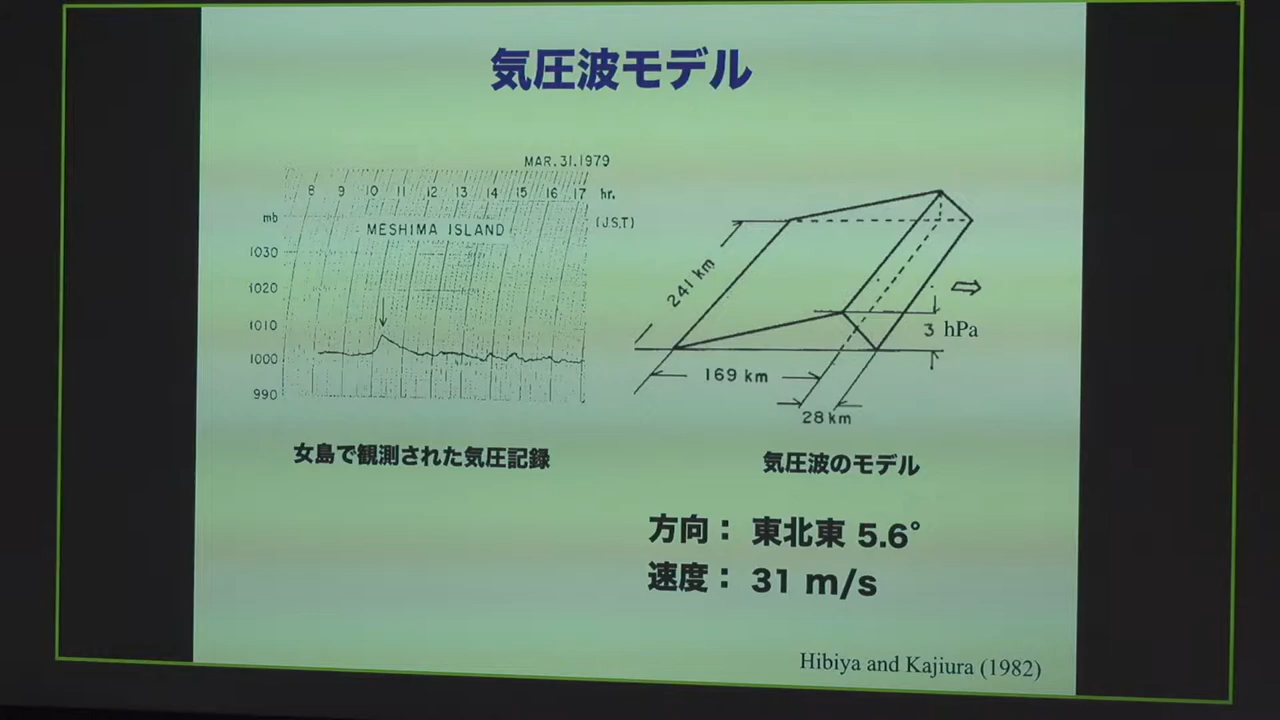 気圧波モデル
MAR.31.1979
8 9 10 11 12 13 14 15 16 17 hr.
mb
(J.S.T)
MESHIMA ISLAND
1030
1020
1010
1000
990
241 km
3 hPa
169 km
28 km
女島で観測された気圧記録
気圧波のモデル
方向： 東北東 5.6°
速度： 31 m/s
Hibiya and Kajiura (1982)